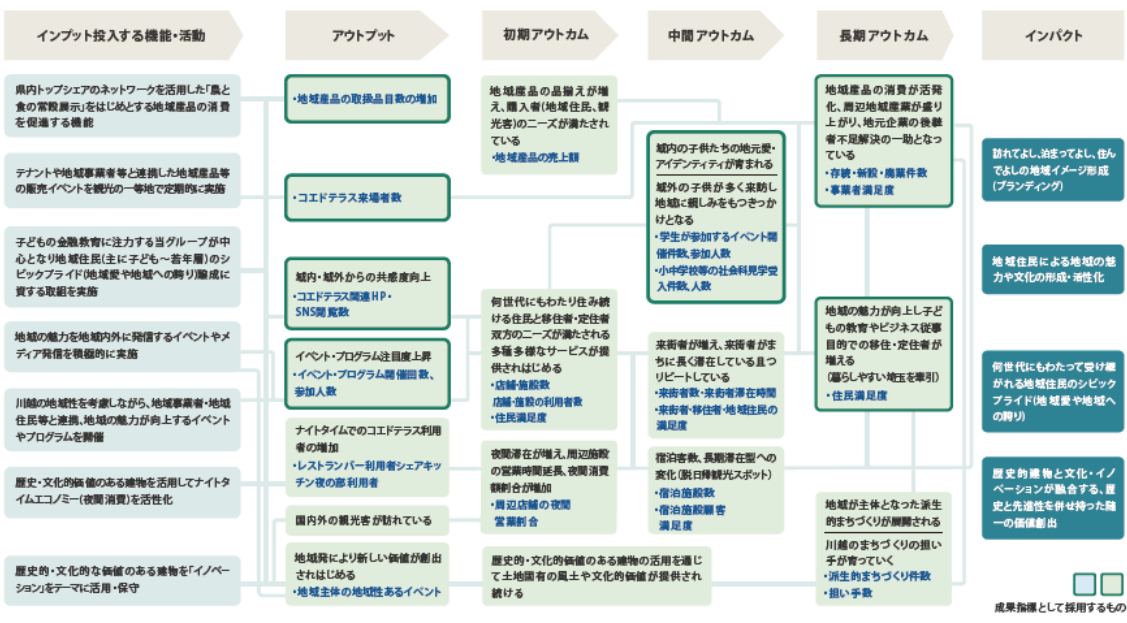 インプット投入する機能・活動
アウトプット
初期アウトカム
中間アウトカム
長期アウトカム
インパクト
県内トップシェアのネットワークを活用した「農と
食の常設展示」をはじめとする地域産品の消費
を促進する機能
テナントや地域事業者等と連携した地域産品等
の販売イベントを観光の一等地で定期的に実施
子どもの金融教育に注力する当グループが中
心となり地域住民(主に子ども～若年層)のシ
ビックプライド(地域愛や地域への誇り)醸成に
資する取組を実施
地域の魅力を地域内外に発信するイベントやメ
ディア発信を積極的に実施
川越の地域性を考慮しながら、地域事業者・地域
住民等と連携、地域の魅力が向上するイベント
やプログラムを開催
歴史・文化的価値のある建物を活用してナイトタ
イムエコノミー(夜間消費)を活性化
歴史的・文化的な価値のある建物を「イノベー
ション」をテーマに活用・保守
・地域産品の取扱品目数の増加
・コエドテラス来場者数
域内・域外からの共感度向上
・コエドテラス関連HP・
SNS閲覧数
イベント・プログラム注目度上昇
・イベント・プログラム開催回数、
参加人数
ナイトタイムでのコエドテラス利用
者の増加
・レストランバー利用者シェアキッ
チン夜の部利用者
国内外の観光客が訪れている
地域発により新しい価値が創出
されはじめる
・地域主体の地域性あるイベント
地域産品の品揃えが増
え、購入者(地域住民、観
光客)のニーズが満たされ
ている
・地域産品の売上額
何世代にもわたり住み続
ける住民と移住者・定住者
双方のニーズが満たされる
多種多様なサービスが提
供されはじめる
・店舗・施設数
店舗・施設の利用者数
・住民満足度
夜間滞在が増え、周辺施設
の営業時間延長、夜間消費
額割合が増加
・周辺店舗の夜間
営業割合
歴史的・文化的価値のある建物の活用を通じ
て土地固有の風土や文化的価値が提供され
続ける
域内の子供たちの地元愛・
アイデンティティが育まれる
域外の子供が多く来訪し
地域に親しみをもつきっか
けとなる
・学生が参加するイベント開
催件数、参加人数
・小中学校等の社会科見学受
入件数、人数
来街者が増え、来街者がま
ちに長く滞在している且つ
リピートしている
・来街者数・来街者滞在時間
・来街者・移住者・地域住民の
満足度
宿泊客数、長期滞在型への
変化(脱日帰観光スポット)
・宿泊施設数
・宿泊施設顧客
満足度
地域産品の消費が活発
化、周辺地域産業が盛り
上がり、地元企業の後継
者不足解決の一助となっ
ている
・存続・新設・廃業件数
・事業者満足度
地域の魅力が向上し子ど
もの教育やビジネス従事
目的での移住・定住者が
増える
(暮らしやすい埼玉を牽引)
・住民満足度
地域が主体となった派生
的まちづくりが展開される
川越のまちづくりの担い
手が育っていく
・派生的まちづくり件数
・担い手数
訪れてよし、泊まってよし、住ん
でよしの地域イメージ形成
(ブランディング)
地域住民による地域の魅
力や文化の形成・活性化
何世代にもわたって受け継
がれる地域住民のシビック
プライド(地域愛や地域へ
の誇り)
歴史的建物と文化・イノ
ベーションが融合する、歴
史と先進性を併せ持った随
一の価値創出
成果指標として採用するもの